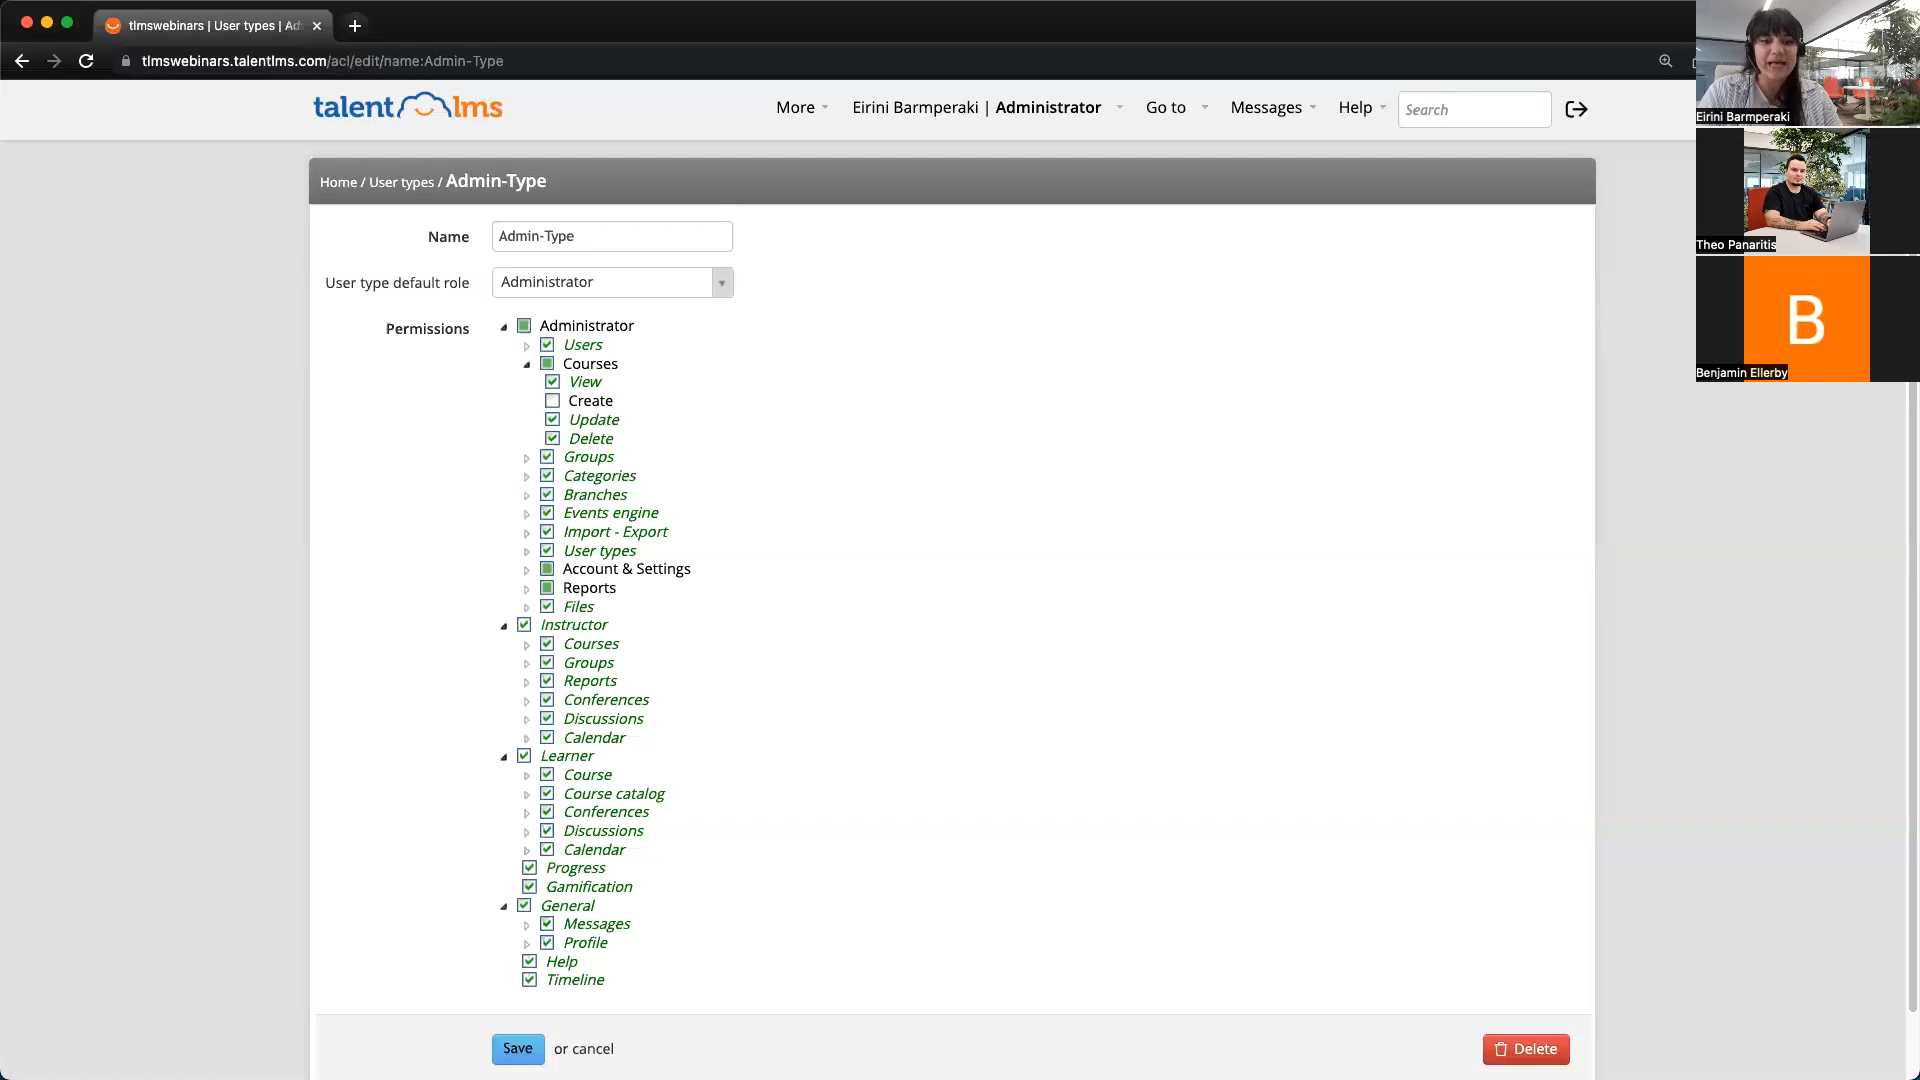 tlmswebinars | User types | Ad
tlmswebinars.talentlms.com/acl/edit/name:Admin-Type
talent lms
More
Eirini Barmperaki | Administrator
Go to
Messages
Help
Search
Home / User types / Admin-Type
Name
Admin-Type
User type default role
Administrator
Permissions
Administrator
Users
Courses
View
Create
Update
Delete
Groups
Categories
Branches
Events engine
Import - Export
User types
Account & Settings
Reports
Files
Instructor
Courses
Groups
Reports
Conferences
Discussions
Calendar
Learner
Course
Course catalog
Conferences
Discussions
Calendar
Progress
Gamification
General
Messages
Profile
Help
Timeline
Save or cancel
Delete
Eirini Barmperaki
Theo Panaritis
B
Benjamin Ellerby